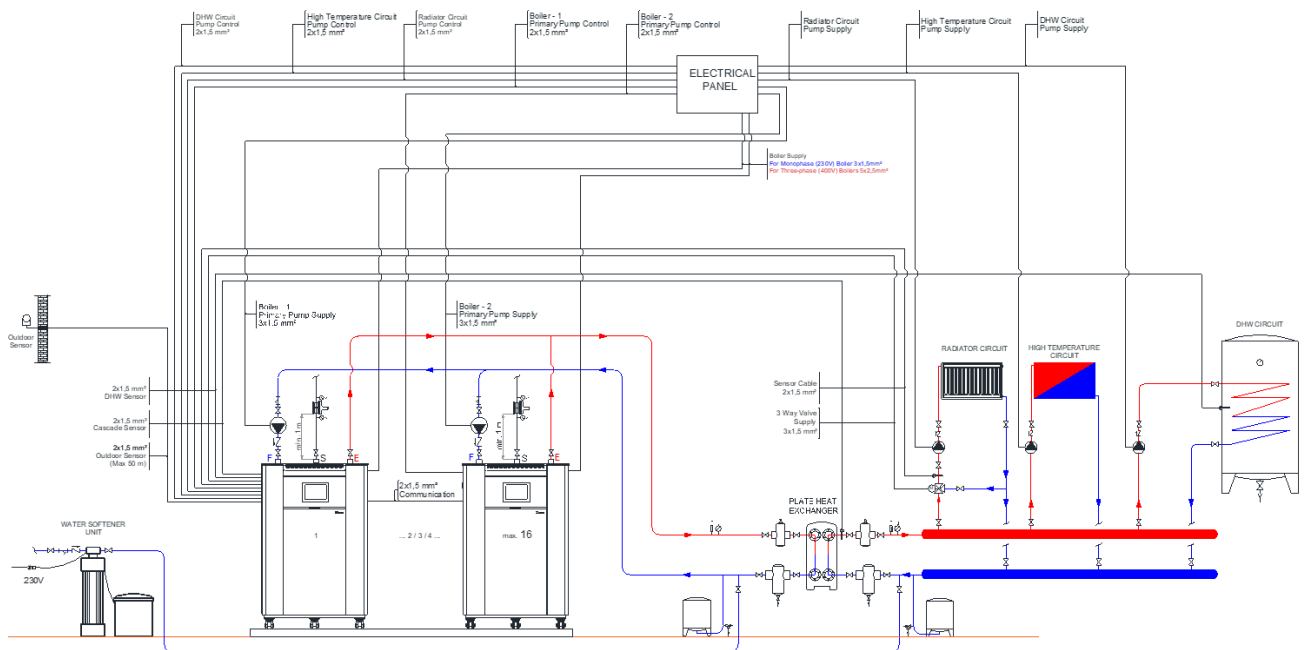 DHW Circuit
Pump Control
2x1,5 mm²
High Temperature Circuit
Pump Control
2x1,5 mm²
Radiator Circuit
Pump Control
2x1,5 mm²
Boiler - 1
Primary Pump Control
2x1,5 mm²
Boiler - 2
Primary Pump Control
2x1,5 mm²
Radiator Circuit
Pump Supply
High Temperature Circuit
Pump Supply
DHW Circuit
Pump Supply
ELECTRICAL
PANEL
Boiler Supply
For Monophase (230V) Boiler 3x1,5mm²
For Three-phase (400V) Boilers 5x2,5mm²
Boiler - 1
Primary Pump Supply
3x1,5 mm²
Boiler - 2
Primary Pump Supply
3x1,5 mm²
Outdoor
Sensor
DHW CIRCUIT
RADIATOR CIRCUIT
HIGH TEMPERATURE
CIRCUIT
2x1,5 mm²
DHW Sensor
2x1,5 mm²
Cascade Sensor
2x1,5 mm²
Outdoor Sensor
(Max 50 m)
Sensor Cable
2x1,5 mm²
3 Way Valve
Supply
3x1,5 mm²
min. 1m
min. 1m
F
S
E
F
S
E
2x1,5 mm²
Communication
PLATE HEAT
EXCHANGER
WATER SOFTENER
UNIT
1
... 2 / 3 / 4 ...
max. 16
230V